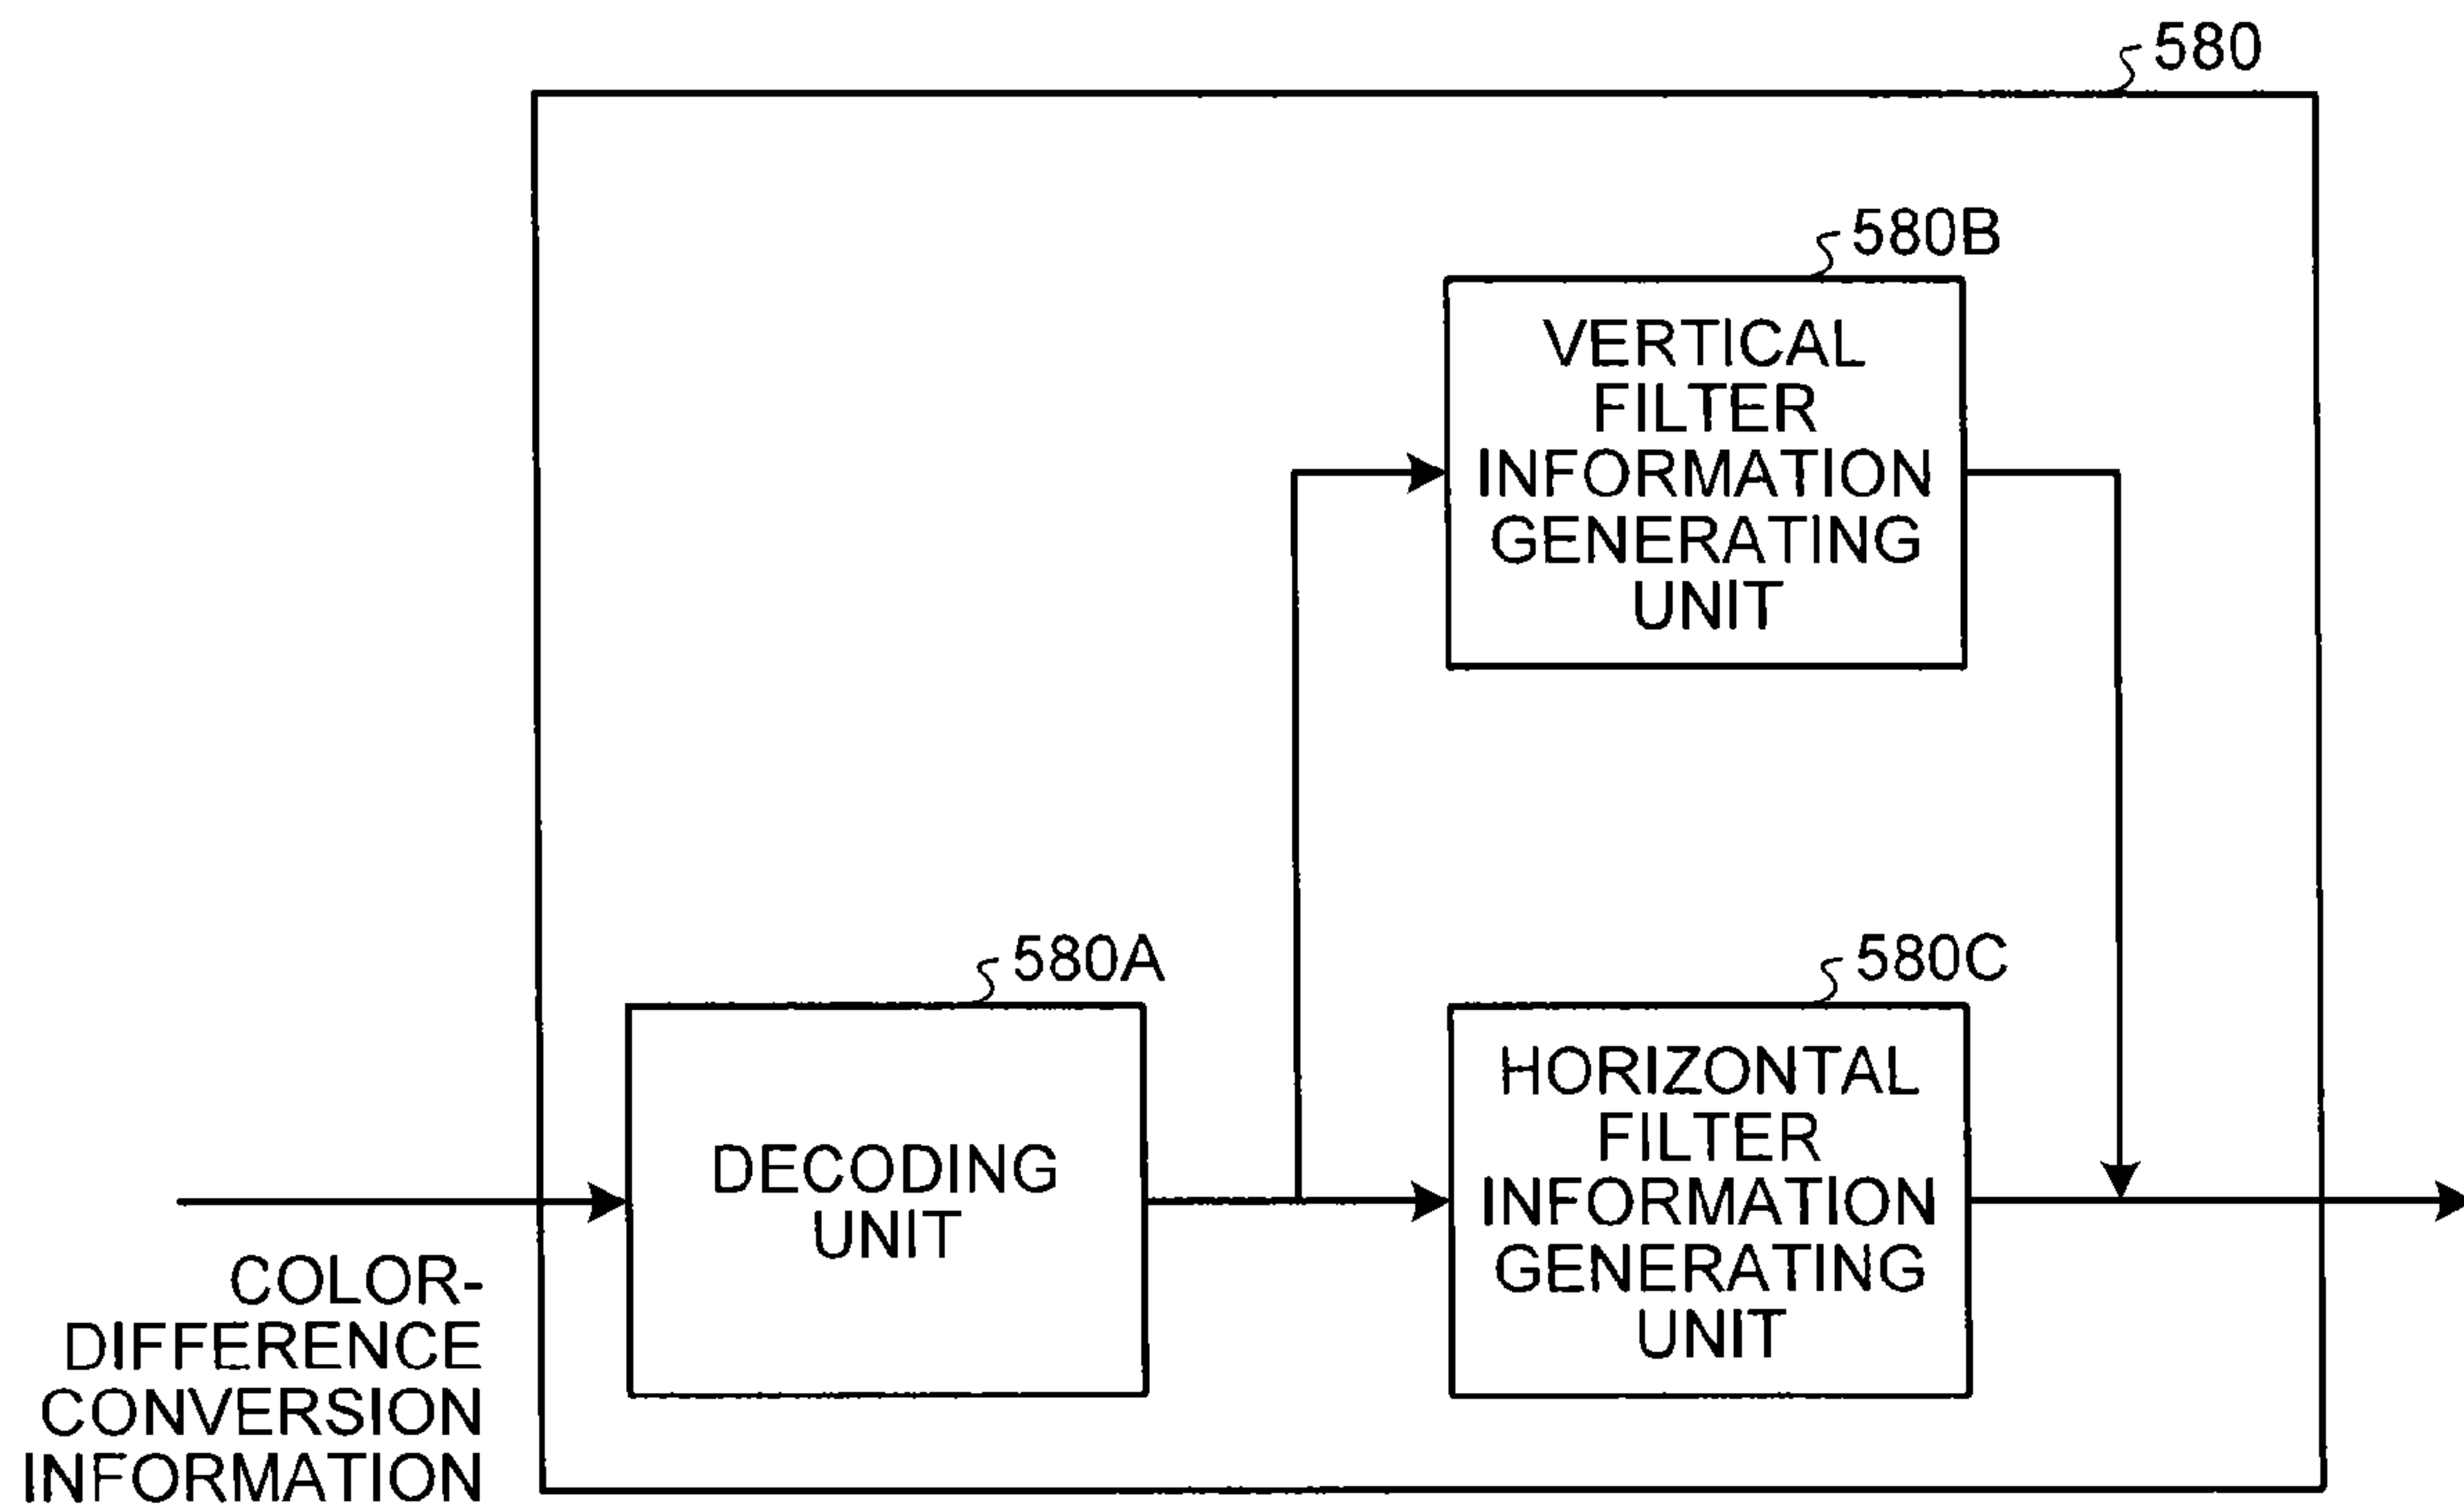 580
580B
VERTICAL
FILTER
INFORMATION
GENERATING
UNIT
580A
580C
DECODING
UNIT
HORIZONTAL
FILTER
INFORMATION
GENERATING
UNIT
COLOR-
DIFFERENCE
CONVERSION
INFORMATION